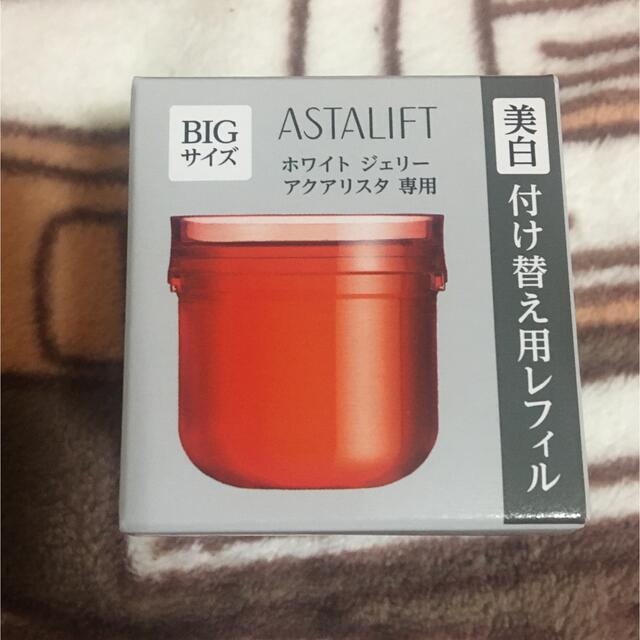 BIG
サイズ
ASTALIFT
ホワイト ジェリー
アクアリスタ 専用
美白
付け替え用レフィル